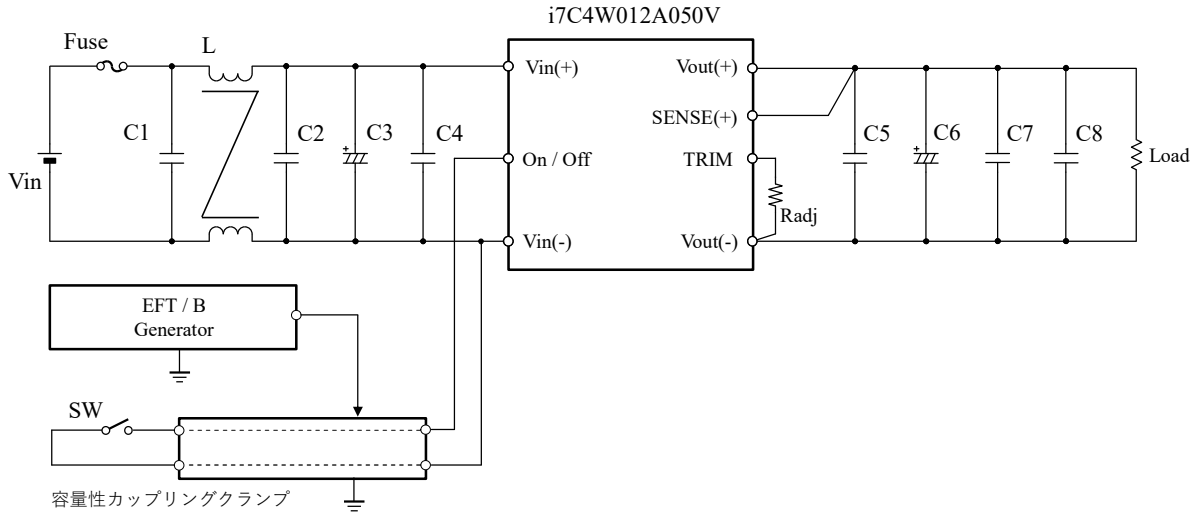 i7C4W012A050V
Fuse
L
Vin(+)
Vout(+)
SENSE(+)
C1
C2
C3
C4
C5
C6
C7
C8
+
+
On / Off
TRIM
Load
Vin
Radj
Vin(-)
Vout(-)
EFT / B
Generator
SW
容量性カップリングクランプ